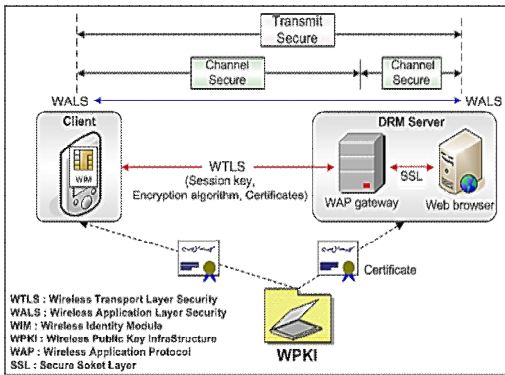 Transmit
Secure
Channel
Secure
Channel
Secure
WALS
WALS
Client
DRM Server
WIM
WTLS
(Session key,
Encryption algorithm, Certificates)
SSL
WAP gateway
Web browser
Certificate
WTLS : Wireless Transport Layer Security
WALS : Wireless Application Layer Security
WIM : Wireless Identity Module
WPKI : Wireless Public Key InfraStructure
WAP : Wireless Application Protocol
SSL : Secure Soket Layer
WPKI